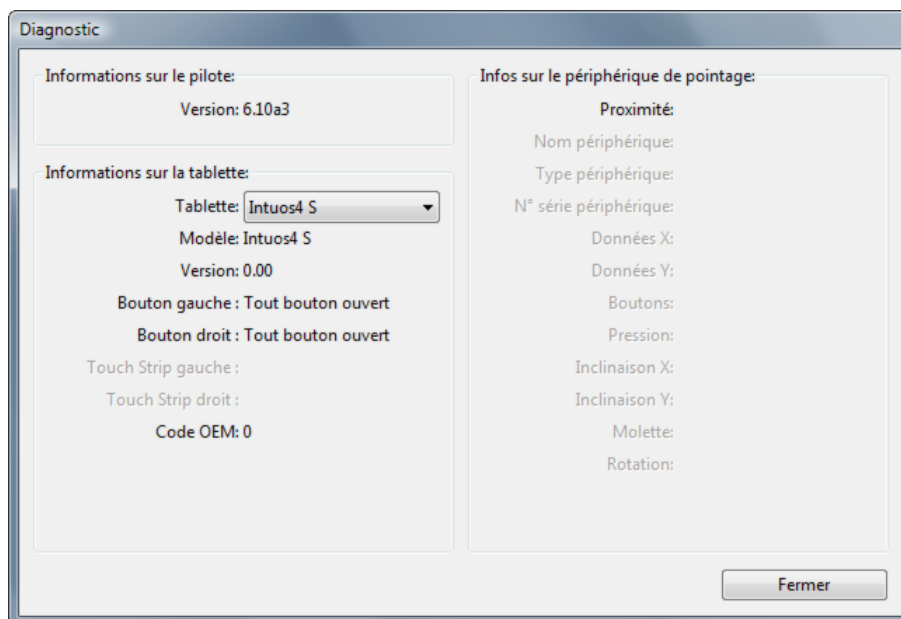 Diagnostic
Informations sur le pilote:
Version: 6.10a3
Informations sur la tablette:
Tablette: Intuos4 S
Modèle: Intuos4 S
Version: 0.00
Bouton gauche : Tout bouton ouvert
Bouton droit : Tout bouton ouvert
Touch Strip gauche :
Touch Strip droit :
Code OEM: 0
Infos sur le périphérique de pointage:
Proximité:
Nom périphérique:
Type périphérique:
N° série périphérique:
Données X:
Données Y:
Boutons:
Pression:
Inclinaison X:
Inclinaison Y:
Molette:
Rotation:
Fermer